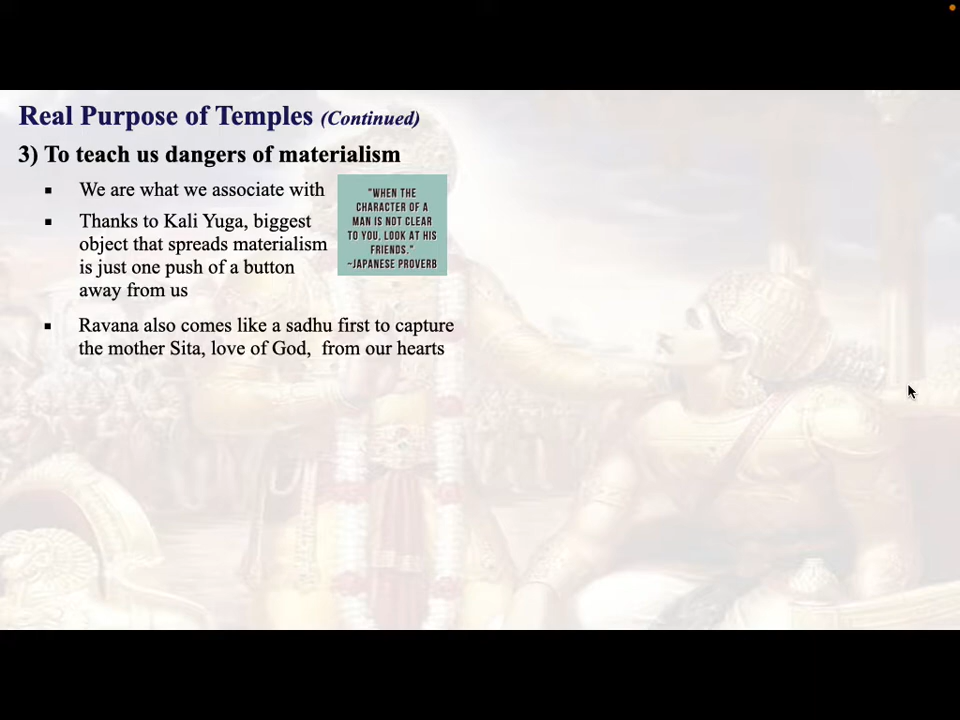 Real Purpose of Temples (Continued)
3) To teach us dangers of materialism
▪ We are what we associate with
▪ Thanks to Kali Yuga, biggest
object that spreads materialism
is just one push of a button
away from us
"WHEN THE
CHARACTER OF A
MAN IS NOT CLEAR
TO YOU, LOOK AT HIS
FRIENDS."
~JAPANESE PROVERB
▪ Ravana also comes like a sadhu first to capture
the mother Sita, love of God,  from our hearts